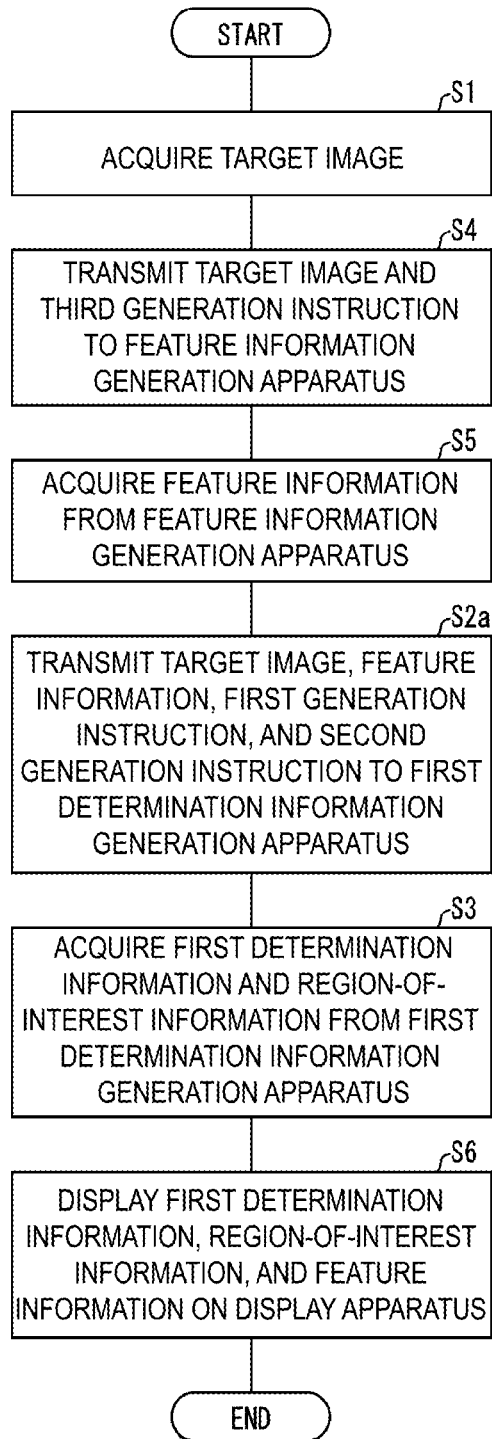 START
S1
ACQUIRE TARGET IMAGE
S4
TRANSMIT TARGET IMAGE AND
THIRD GENERATION INSTRUCTION
TO FEATURE INFORMATION
GENERATION APPARATUS
S5
ACQUIRE FEATURE INFORMATION
FROM FEATURE INFORMATION
GENERATION APPARATUS
S2a
TRANSMIT TARGET IMAGE, FEATURE
INFORMATION, FIRST GENERATION
INSTRUCTION, AND SECOND
GENERATION INSTRUCTION TO FIRST
DETERMINATION INFORMATION
GENERATION APPARATUS
S3
ACQUIRE FIRST DETERMINATION
INFORMATION AND REGION-OF-
INTEREST INFORMATION FROM FIRST
DETERMINATION INFORMATION
GENERATION APPARATUS
S6
DISPLAY FIRST DETERMINATION
INFORMATION, REGION-OF-INTEREST
INFORMATION, AND FEATURE
INFORMATION ON DISPLAY APPARATUS
END